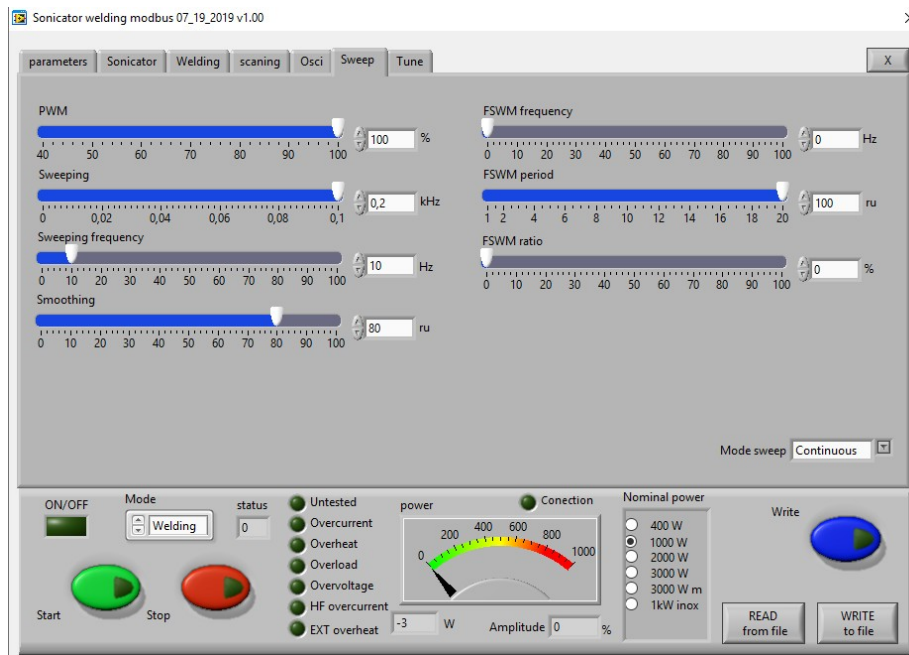 Sonicator welding modbus 07_19_2019 v1.00
parameters Sonicator Welding scaning Osci Sweep Tune X
PWM
100 %
40 50 60 70 80 90 100
Sweeping
0,2 kHz
0 0,02 0,04 0,06 0,08 0,1
Sweeping frequency
10 Hz
0 10 20 30 40 50 60 70 80 90 100
Smoothing
80 ru
0 10 20 30 40 50 60 70 80 90 100
FSWM frequency
0 Hz
0 10 20 30 40 50 60 70 80 90 100
FSWM period
100 ru
1 2 4 6 8 10 12 14 16 18 20
FSWM ratio
0 %
0 10 20 30 40 50 60 70 80 90 100
Mode sweep Continuous
ON/OFF
Mode
Welding
status
0
Start
Stop
Untested
Overcurrent
Overheat
Overload
Overvoltage
HF overcurrent
EXT overheat
power
Conection
0 200 400 600 800 1000
-3 W
Amplitude 0 %
Nominal power
400 W
1000 W
2000 W
3000 W
3000 W m
1kW inox
Write
READ
from file
WRITE
to file